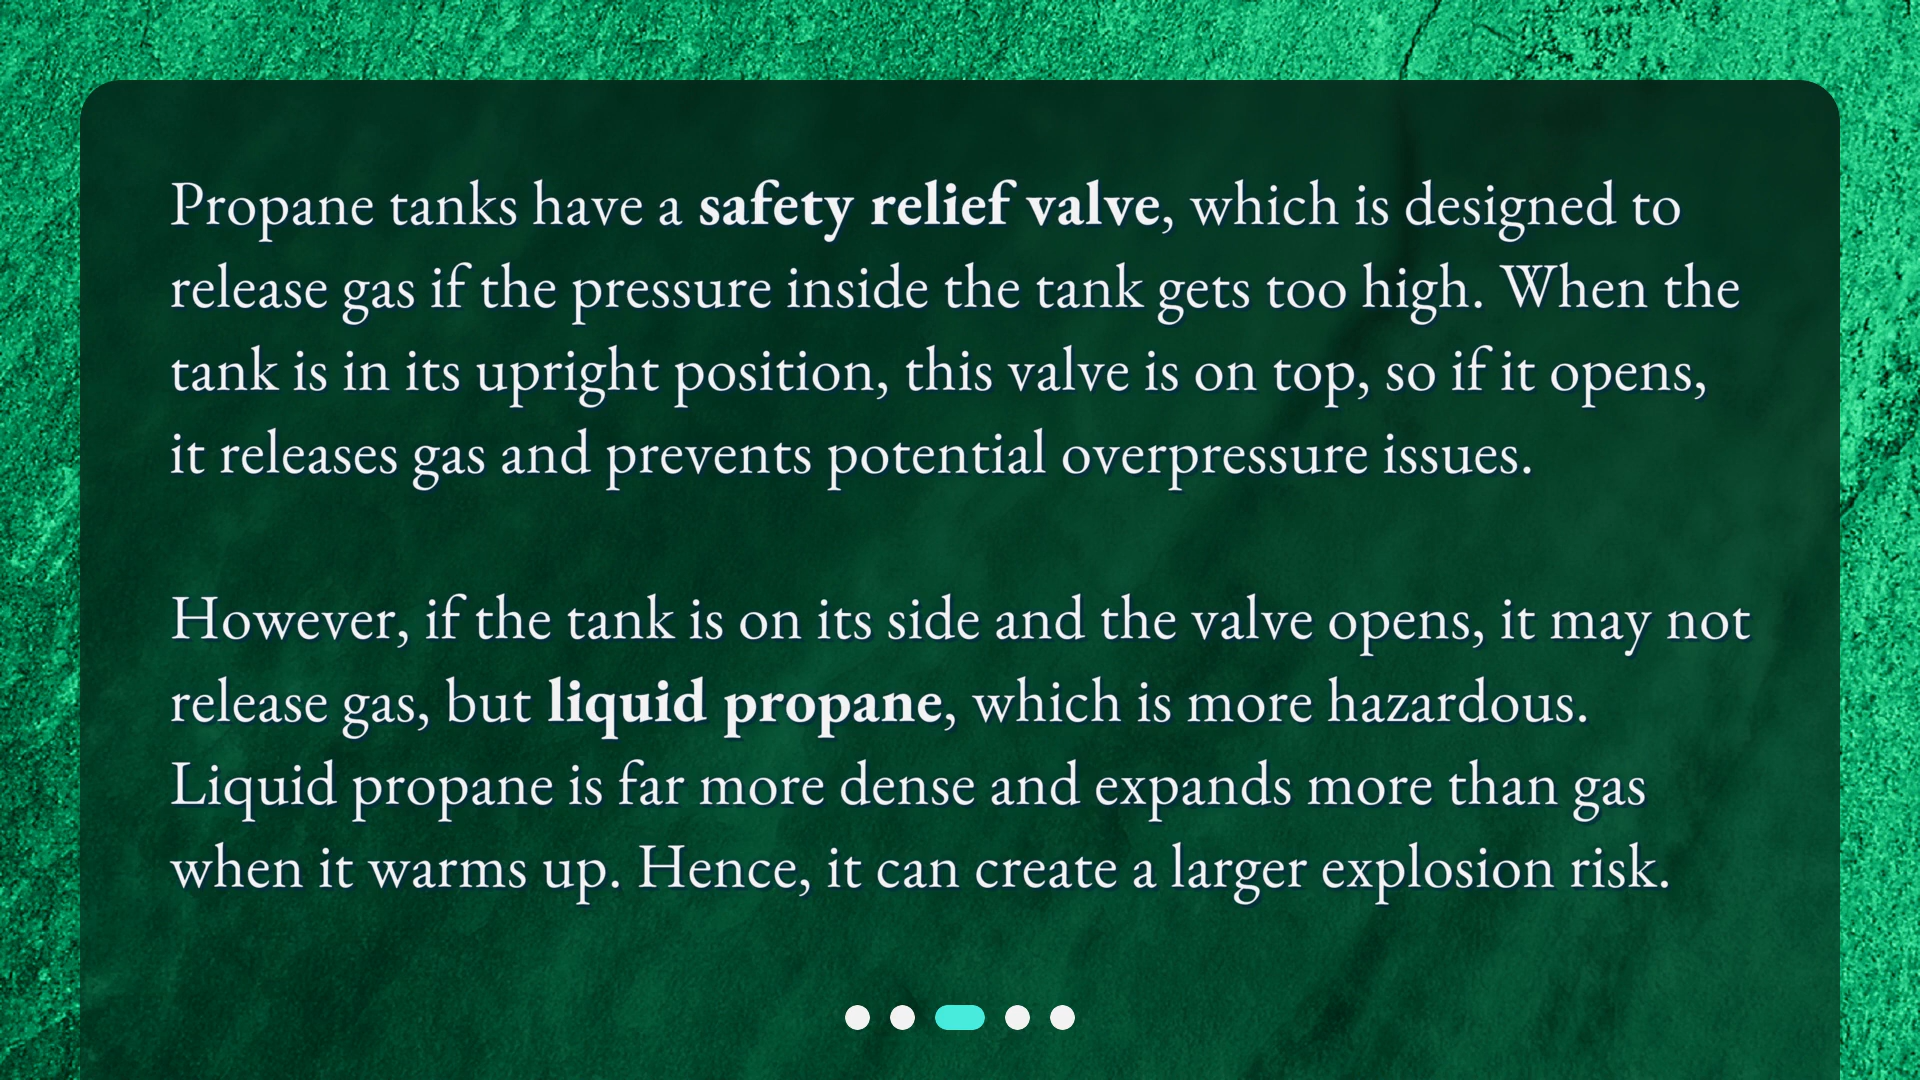 Propane tanks have a safety relief valve, which is designed to
release gas if the pressure inside the tank gets too high. When the
tank is in its upright position, this valve is on top, so if it opens,
it releases gas and prevents potential overpressure issues.
However, if the tank is on its side and the valve opens, it may not
release gas, but liquid propane, which is more hazardous.
Liquid propane is far more dense and expands more than gas
when it warms up. Hence, it can create a larger explosion risk.